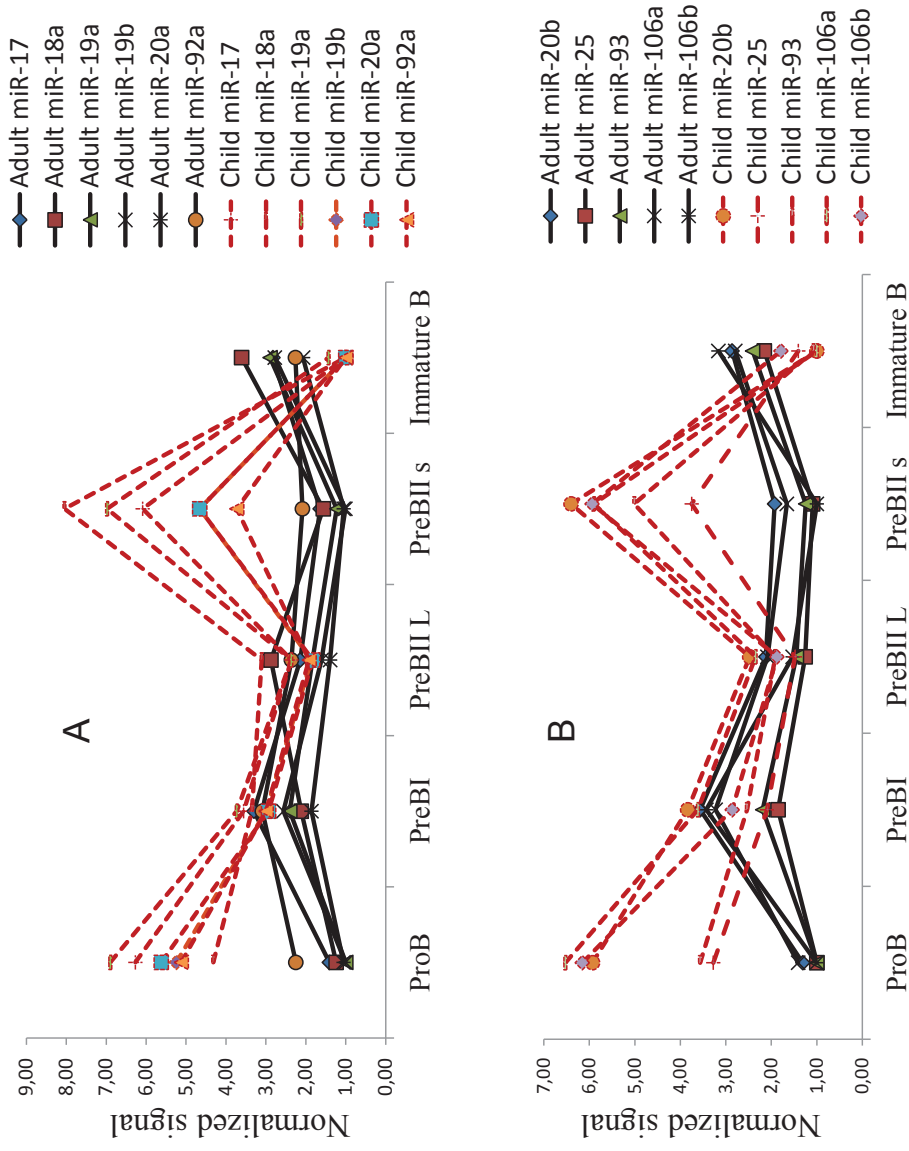 A
Normalized signal
9,00
8,00
7,00
6,00
5,00
4,00
3,00
2,00
1,00
0,00
ProB
PreBI
PreBII L
PreBII s
Immature B
Adult miR-17
Adult miR-18a
Adult miR-19a
Adult miR-19b
Adult miR-20a
Adult miR-92a
Child miR-17
Child miR-18a
Child miR-19a
Child miR-19b
Child miR-20a
Child miR-92a
B
Normalized signal
7,00
6,00
5,00
4,00
3,00
2,00
1,00
0,00
ProB
PreBI
PreBII L
PreBII s
Immature B
Adult miR-20b
Adult miR-25
Adult miR-93
Adult miR-106a
Adult miR-106b
Child miR-20b
Child miR-25
Child miR-93
Child miR-106a
Child miR-106b